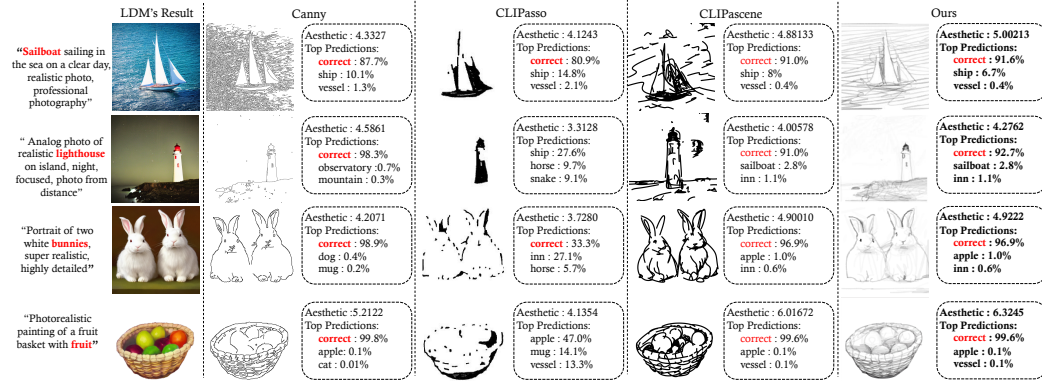 LDM's Result
Canny
CLIPasso
CLIPascene
Ours
“Sailboat sailing in
the sea on a clear day,
realistic photo,
professional
photography”
Aesthetic : 4.3327
Top Predictions:
correct : 87.7%
ship : 10.1%
vessel : 1.3%
Aesthetic : 4.1243
Top Predictions:
correct : 80.9%
ship : 14.8%
vessel : 2.1%
Aesthetic : 4.88133
Top Predictions:
correct : 91.0%
ship : 8%
vessel : 0.4%
Aesthetic : 5.00213
Top Predictions:
correct : 91.6%
ship : 6.7%
vessel : 0.4%
“ Analog photo of
realistic lighthouse
on island, night,
focused, photo from
distance”
Aesthetic : 4.5861
Top Predictions:
correct : 98.3%
observatory :0.7%
mountain : 0.3%
Aesthetic : 3.3128
Top Predictions:
ship : 27.6%
horse : 9.7%
snake : 9.1%
Aesthetic : 4.00578
Top Predictions:
correct : 91.0%
sailboat : 2.8%
inn : 1.1%
Aesthetic : 4.2762
Top Predictions:
correct : 92.7%
sailboat : 2.8%
inn : 1.1%
“Portrait of two
white bunnies,
super realistic,
highly detailed”
Aesthetic : 4.2071
Top Predictions:
correct : 98.9%
dog : 0.4%
mug : 0.2%
Aesthetic : 3.7280
Top Predictions:
correct : 33.3%
inn : 27.1%
horse : 5.7%
Aesthetic : 4.90010
Top Predictions:
correct : 96.9%
apple : 1.0%
inn : 0.6%
Aesthetic : 4.9222
Top Predictions:
correct : 96.9%
apple : 1.0%
inn : 0.6%
“Photorealistic
painting of a fruit
basket with fruit”
Aesthetic :5.2122
Top Predictions:
correct : 99.8%
apple: 0.1%
cat : 0.01%
Aesthetic : 4.1354
Top Predictions:
apple : 47.0%
mug : 14.1%
vessel : 13.3%
Aesthetic : 6.01672
Top Predictions:
correct : 99.6%
apple : 0.1%
vessel : 0.1%
Aesthetic : 6.3245
Top Predictions:
correct : 99.6%
apple : 0.1%
vessel : 0.1%